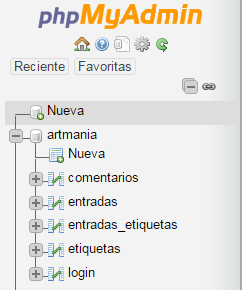 phpMyAdmin
Reciente Favoritas
Nueva
artmania
Nueva
comentarios
entradas
entradas_etiquetas
etiquetas
login